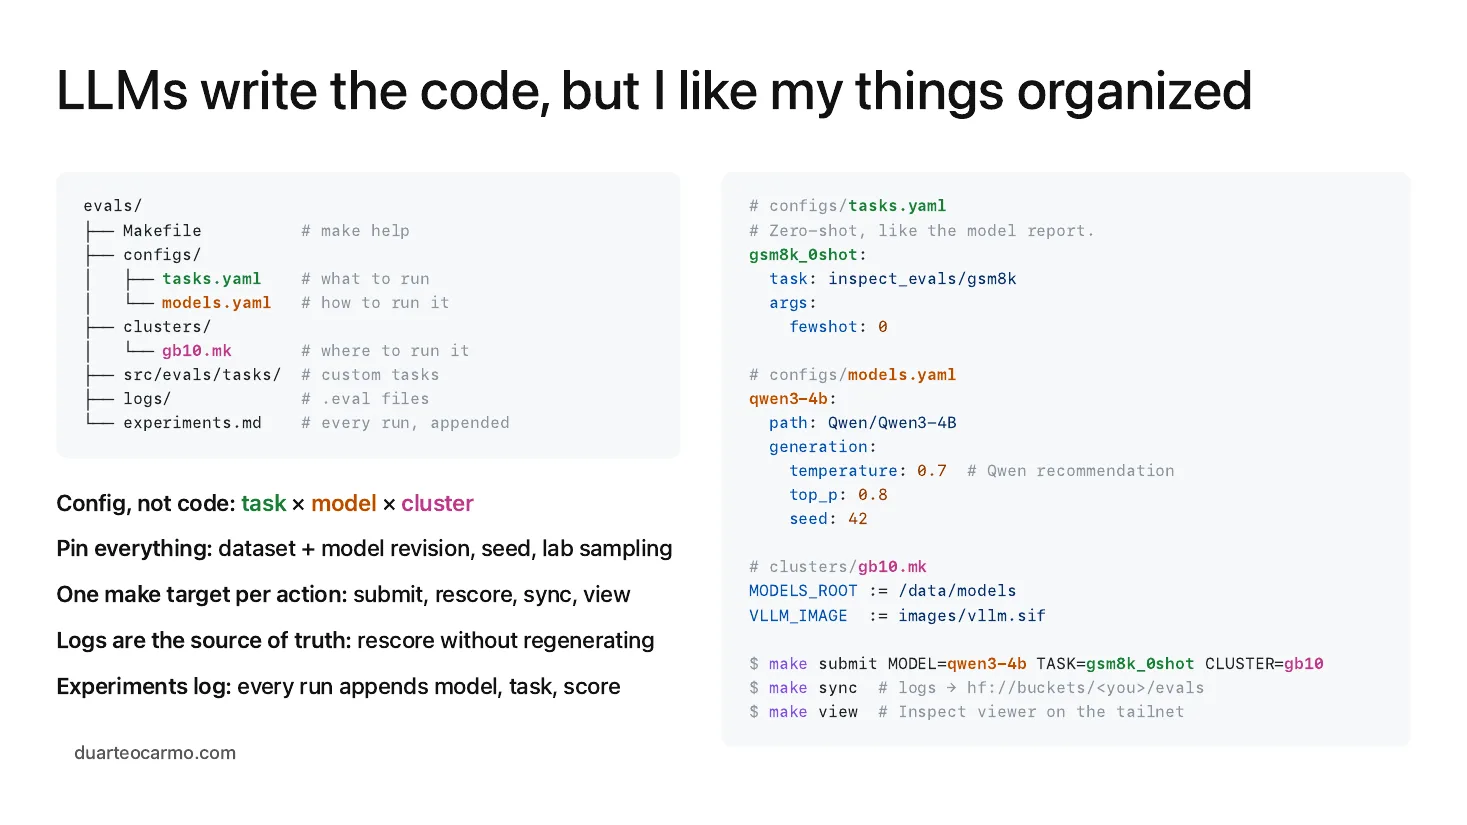 LLMs write the code, but I like my things organized
evals/
├── Makefile          # make help
├── configs/
│   ├── tasks.yaml    # what to run
│   └── models.yaml   # how to run it
├── clusters/
│   └── gb10.mk       # where to run it
├── src/evals/tasks/  # custom tasks
├── logs/             # .eval files
└── experiments.md    # every run, appended
Config, not code: task × model × cluster
Pin everything: dataset + model revision, seed, lab sampling
One make target per action: submit, rescore, sync, view
Logs are the source of truth: rescore without regenerating
Experiments log: every run appends model, task, score
duarteocarmo.com
# configs/tasks.yaml
# Zero-shot, like the model report.
gsm8k_0shot:
  task: inspect_evals/gsm8k
  args:
    fewshot: 0
# configs/models.yaml
qwen3-4b:
  path: Qwen/Qwen3-4B
  generation:
    temperature: 0.7  # Qwen recommendation
    top_p: 0.8
    seed: 42
# clusters/gb10.mk
MODELS_ROOT := /data/models
VLLM_IMAGE  := images/vllm.sif
$ make submit MODEL=qwen3-4b TASK=gsm8k_0shot CLUSTER=gb10
$ make sync  # logs → hf://buckets/<you>/evals
$ make view  # Inspect viewer on the tailnet